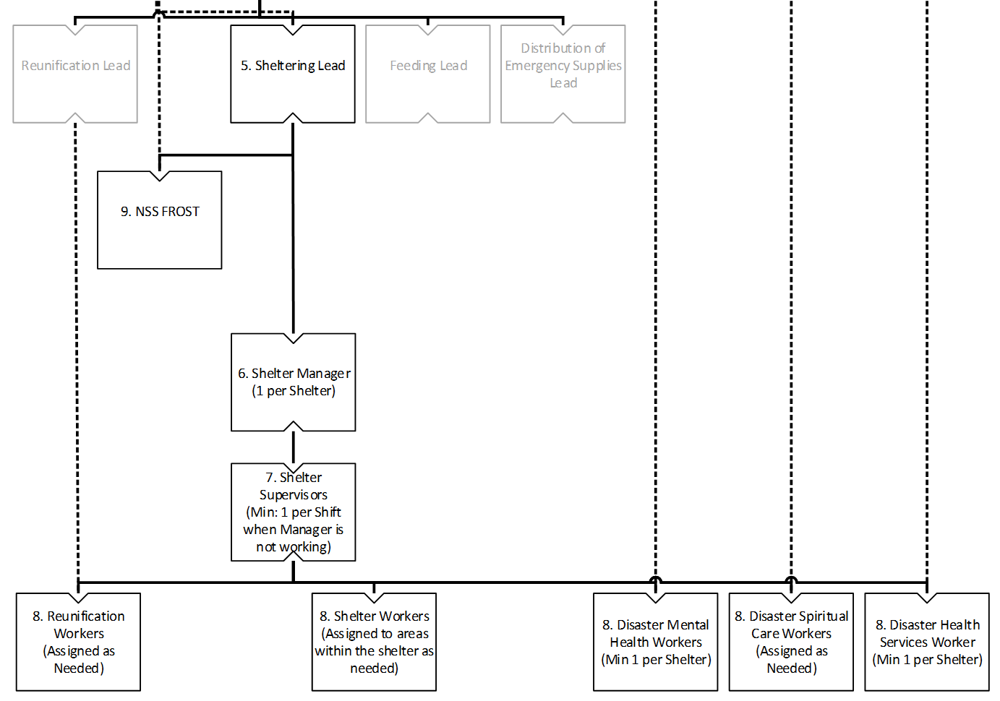 Reunification Lead
5. Sheltering Lead
Feeding Lead
Distribution of
Emergency Supplies
Lead
9. NSS FROST
6. Shelter Manager
(1 per Shelter)
7. Shelter
Supervisors
(Min: 1 per Shift
when Manager is
not working)
8. Reunification
Workers
(Assigned as
Needed)
8. Shelter Workers
(Assigned to areas
within the shelter as
needed)
8. Disaster Mental
Health Workers
(Min 1 per Shelter)
8. Disaster Spiritual
Care Workers
(Assigned as
Needed)
8. Disaster Health
Services Worker
(Min 1 per Shelter)